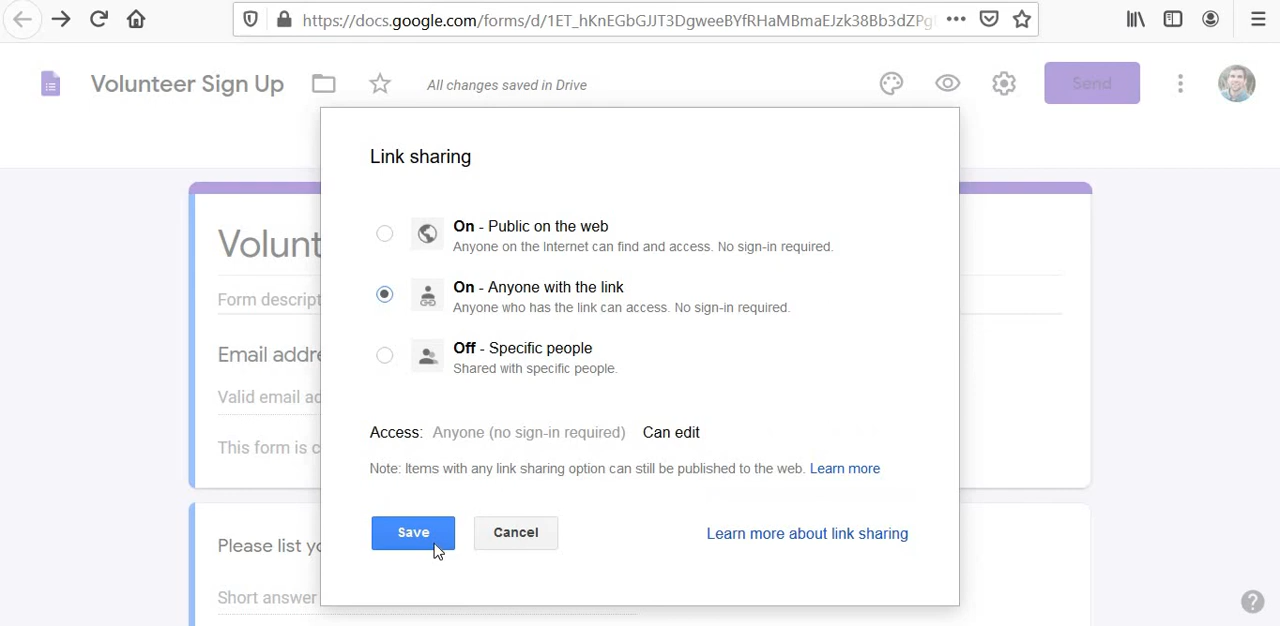 https://docs.google.com/forms/d/1ET_hKnEGbGJJT3DgweeBYfRHaMBmaEJzk38Bb3dZPg
Volunteer Sign Up
All changes saved in Drive
Send
Link sharing
On - Public on the web
Anyone on the Internet can find and access. No sign-in required.
On - Anyone with the link
Anyone who has the link can access. No sign-in required.
Off - Specific people
Shared with specific people.
Access: Anyone (no sign-in required) Can edit
Note: Items with any link sharing option can still be published to the web. Learn more
Save
Cancel
Learn more about link sharing
Volunt
Form descript
Email addre
Valid email ad
This form is c
Please list yo
Short answer